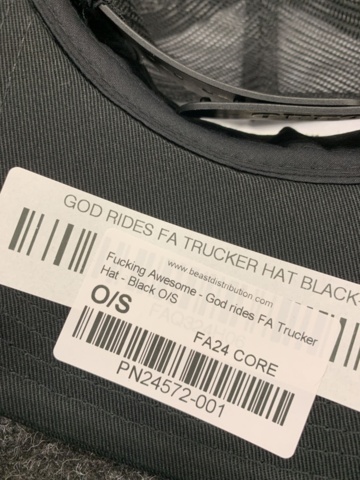 GOD RIDES FA TRUCKER HAT BLACK
www.beastdistribution.com
Fucking Awesome - God rides FA Trucker
Hat - Black O/S
O/S
FA24 CORE
PN24572-001